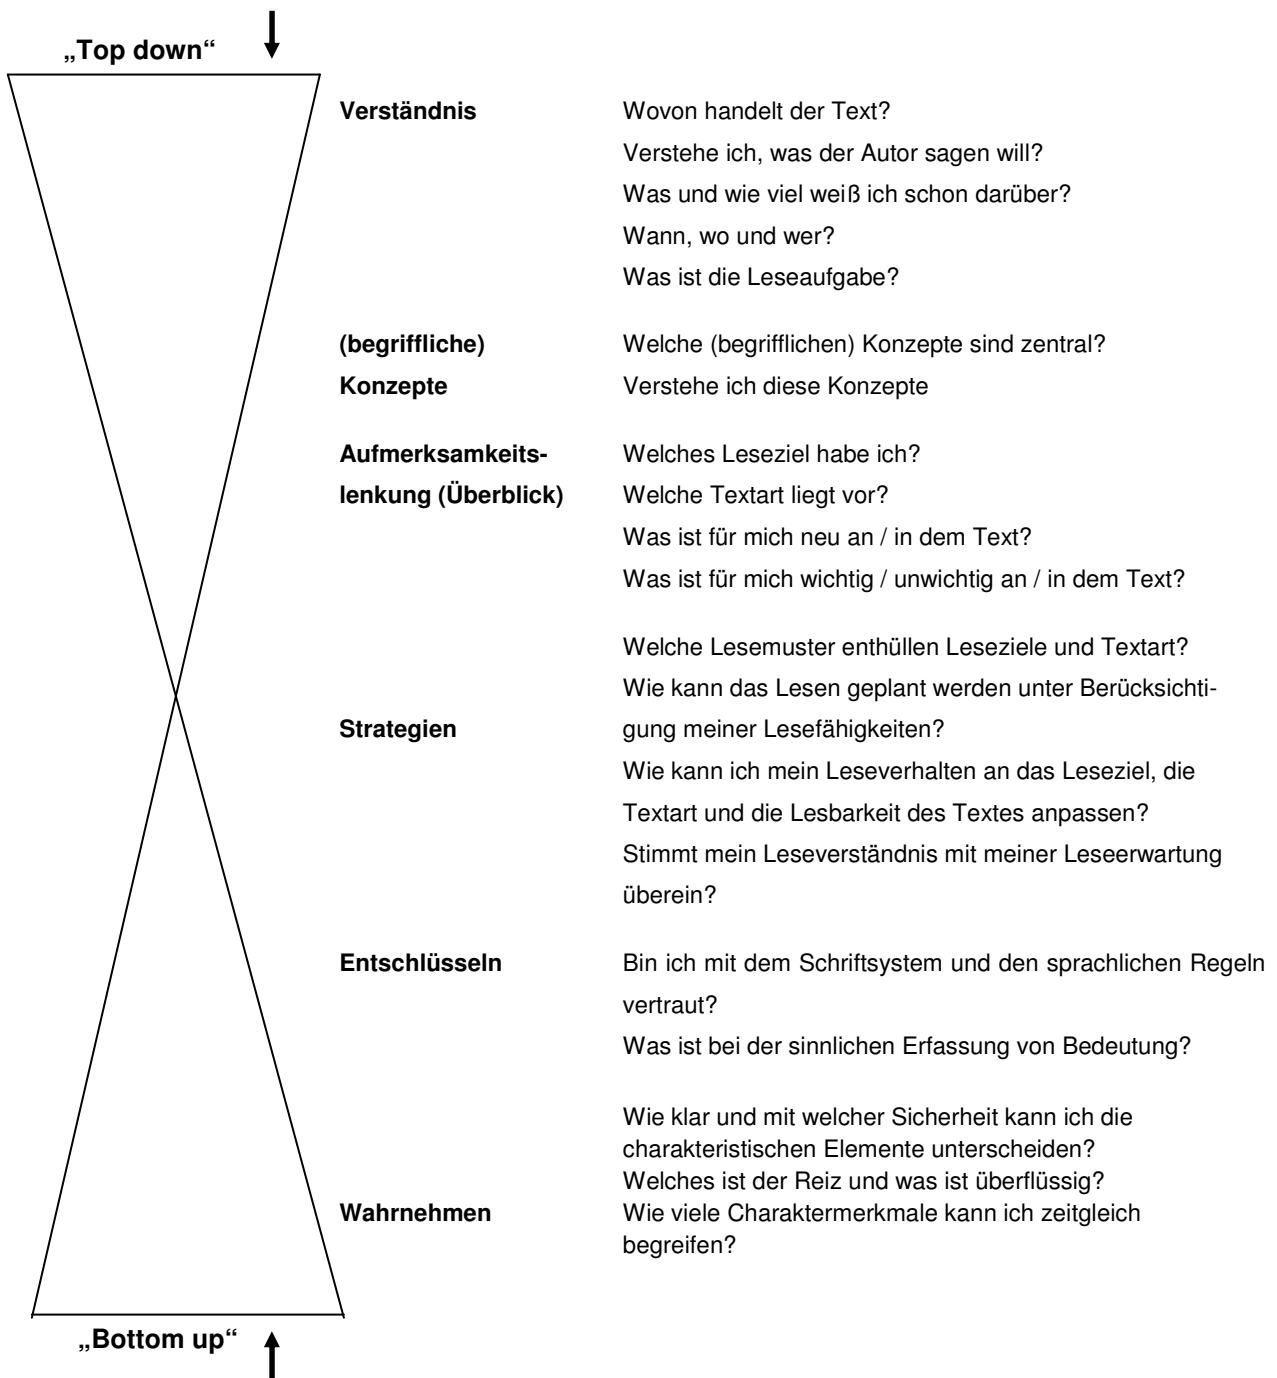 „Top down“
Verständnis Wovon handelt der Text?
Verstehe ich, was der Autor sagen will?
Was und wie viel weiß ich schon darüber?
Wann, wo und wer?
Was ist die Leseaufgabe?
(begriffliche) Welche (begrifflichen) Konzepte sind zentral?
Konzepte Verstehe ich diese Konzepte
Aufmerksamkeits- Welches Leseziel habe ich?
lenkung (Überblick) Welche Textart liegt vor?
Was ist für mich neu an / in dem Text?
Was ist für mich wichtig / unwichtig an / in dem Text?
Welche Lesemuster enthüllen Leseziele und Textart?
Wie kann das Lesen geplant werden unter Berücksichti-
Strategien gung meiner Lesefähigkeiten?
Wie kann ich mein Leseverhalten an das Leseziel, die
Textart und die Lesbarkeit des Textes anpassen?
Stimmt mein Leseverständnis mit meiner Leseerwartung
überein?
Entschlüsseln Bin ich mit dem Schriftsystem und den sprachlichen Regeln
vertraut?
Was ist bei der sinnlichen Erfassung von Bedeutung?
Wie klar und mit welcher Sicherheit kann ich die
charakteristischen Elemente unterscheiden?
Welches ist der Reiz und was ist überflüssig?
Wahrnehmen Wie viele Charaktermerkmale kann ich zeitgleich
begreifen?
„Bottom up“